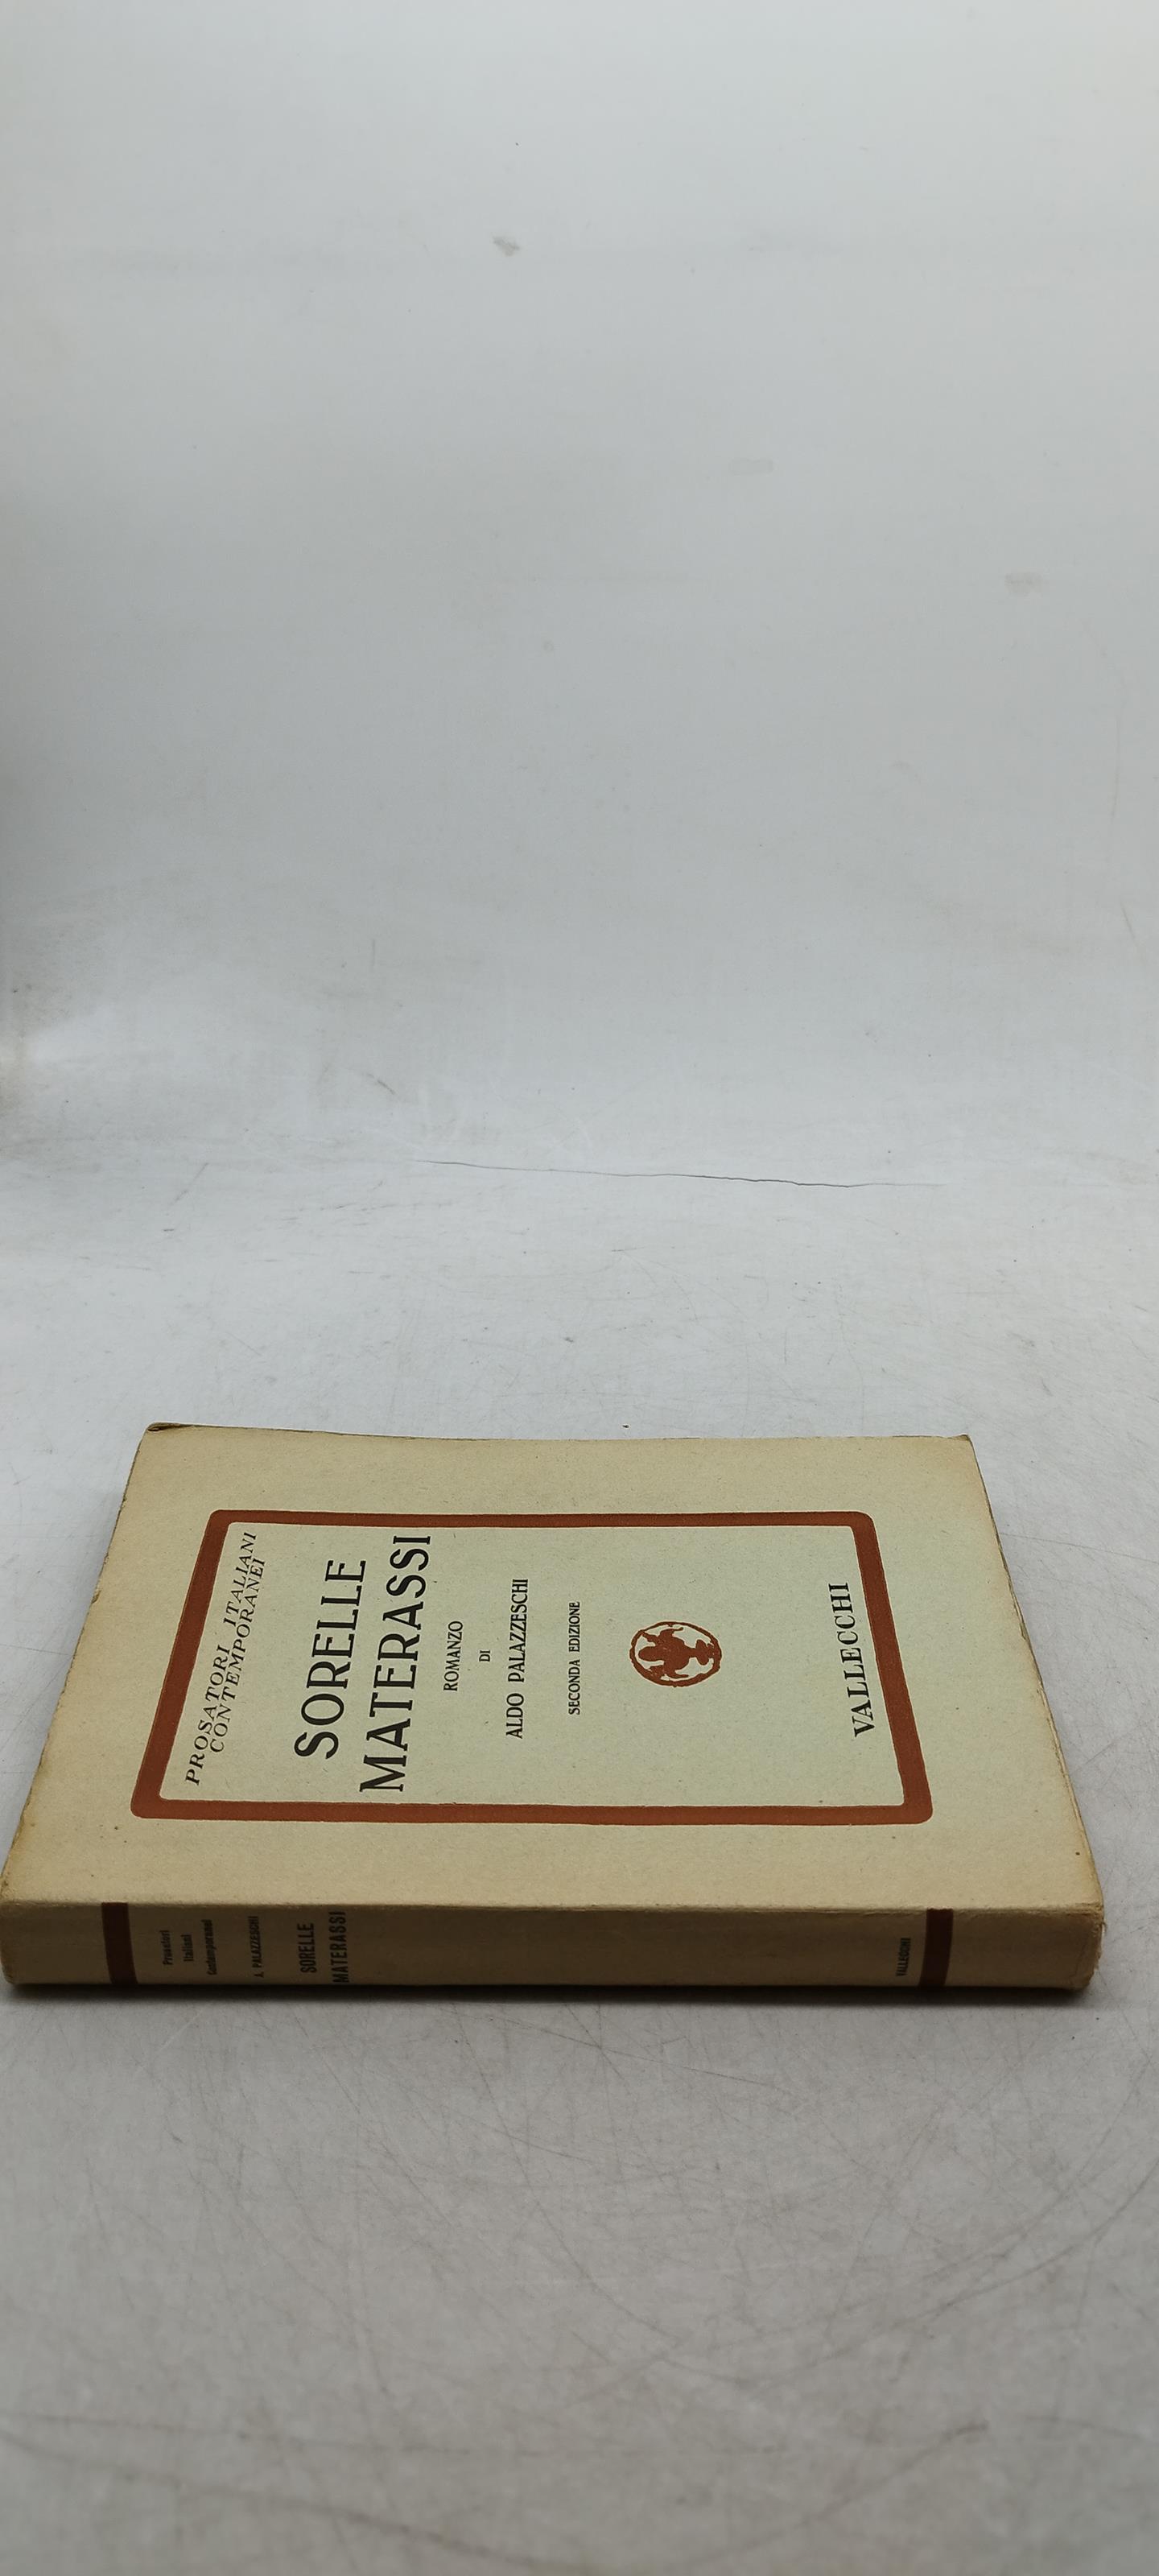 PROSATORI ITALIANI
CONTEMPORANEI
SORELLE
MATERASSI
ROMANZO
DI
ALDO PALAZZESCHI
SECONDA EDIZIONE
VALLECCHI
Prosatori
Italiani
Contemporanei
A. PALAZZESCHI
SORELLE
MATERASSI
VALLECCHI